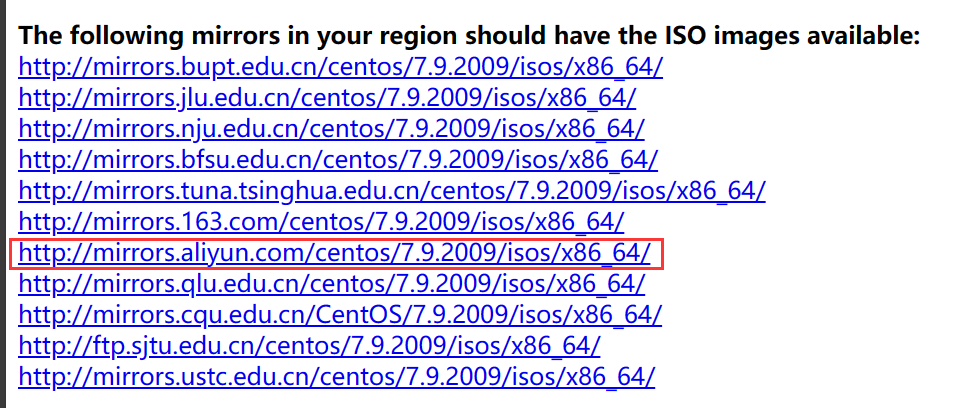 The following mirrors in your region should have the ISO images available:
http://mirrors.bupt.edu.cn/centos/7.9.2009/isos/x86_64/
http://mirrors.jlu.edu.cn/centos/7.9.2009/isos/x86_64/
http://mirrors.nju.edu.cn/centos/7.9.2009/isos/x86_64/
http://mirrors.bfsu.edu.cn/centos/7.9.2009/isos/x86_64/
http://mirrors.tuna.tsinghua.edu.cn/centos/7.9.2009/isos/x86_64/
http://mirrors.163.com/centos/7.9.2009/isos/x86_64/
http://mirrors.aliyun.com/centos/7.9.2009/isos/x86_64/
http://mirrors.qlu.edu.cn/centos/7.9.2009/isos/x86_64/
http://mirrors.cqu.edu.cn/CentOS/7.9.2009/isos/x86_64/
http://ftp.sjtu.edu.cn/centos/7.9.2009/isos/x86_64/
http://mirrors.ustc.edu.cn/centos/7.9.2009/isos/x86_64/